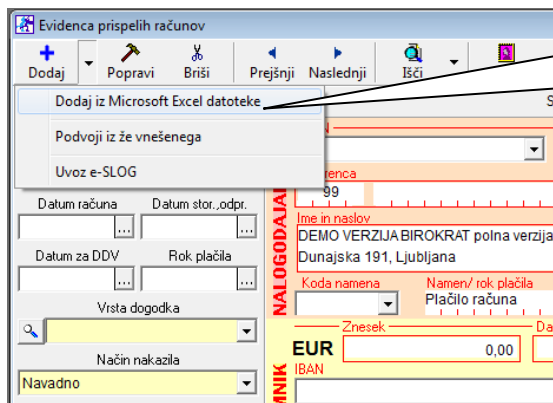 Evidenca prispelih računov
Dodaj Popravi Briši Prejšnji Naslednji Išči
Dodaj iz Microsoft Excel datoteke
Podvoji iz že vnešenega
Uvoz e-SLOG
Datum računa Datum stor.,odpr.
... ...
Datum za DDV Rok plačila
... ...
Vrsta dogodka
Način nakazila
Navadno
NALOGODAJAL
99
Ime in naslov
DEMO VERZIJA BIROKRAT polna verzija
Dunajska 191, Ljubljana
Koda namena Namen/ rok plačila
Plačilo računa
Znesek Da
EUR 0,00
IBAN
MNIK